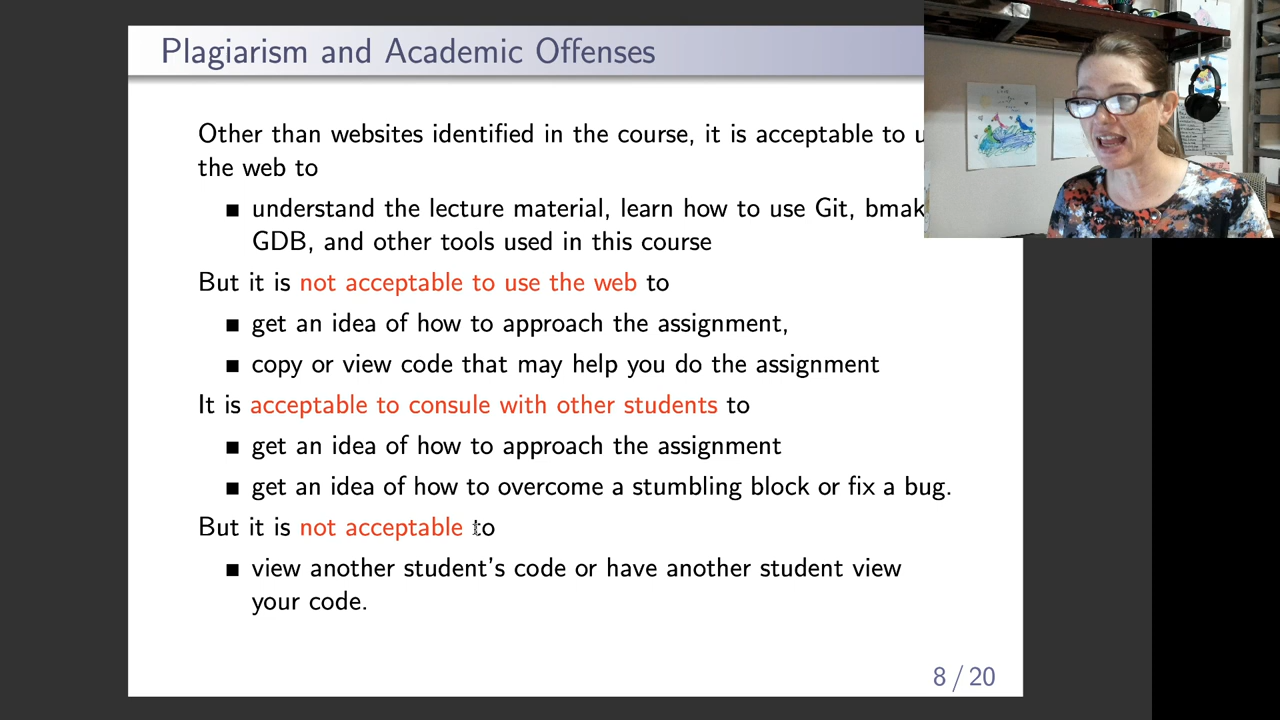 Plagiarism and Academic Offenses
Other than websites identified in the course, it is acceptable to
the web to
■ understand the lecture material, learn how to use Git,
GDB, and other tools used in this course
But it is not acceptable to use the web to
■ get an idea of how to approach the assignment,
■ copy or view code that may help you do the assignment
It is acceptable to consule with other students to
■ get an idea of how to approach the assignment
■ get an idea of how to overcome a stumbling block or fix a bug.
But it is not acceptable to
■ view another student's code or have another student view
your code.
8 / 20